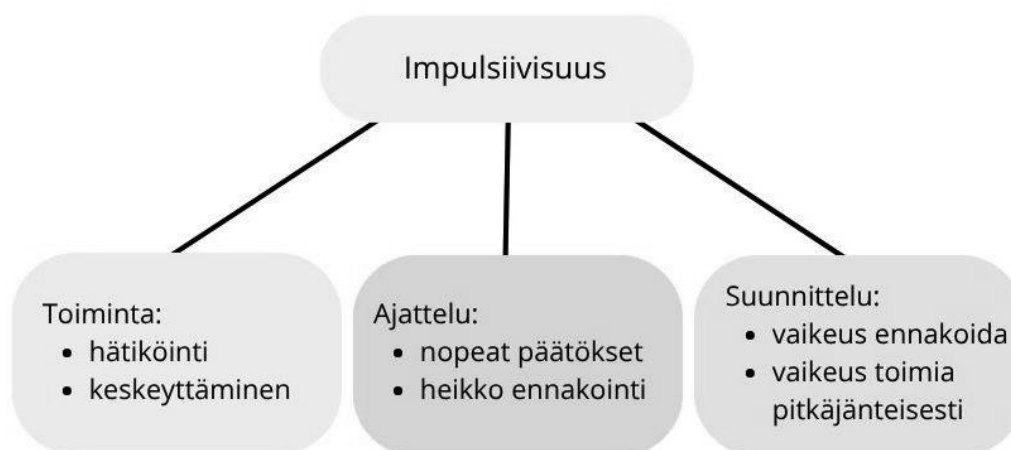 Impulsiivisuus
Toiminta:
• hätiköinti
• keskeyttäminen
Ajattelu:
• nopeat päätökset
• heikko ennakointi
Suunnittelu:
• vaikeus ennakoida
• vaikeus toimia
pitkäjänteisesti